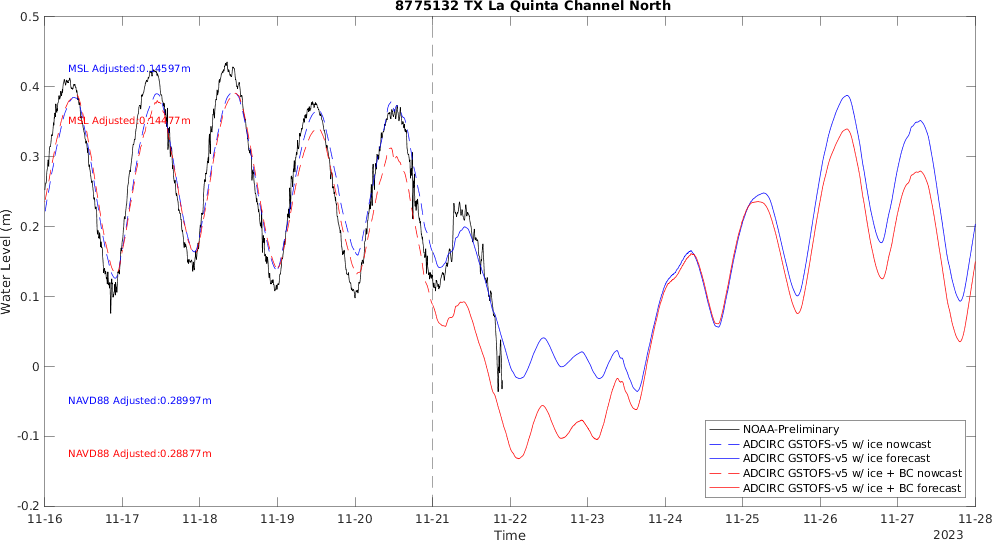 8775132 TX La Quinta Channel North
0.5
0.4
0.3
0.2
0.1
0
-0.1
-0.2
Water Level (m)
MSL Adjusted:0.14597m
MSL Adjusted:0.14477m
NAVD88 Adjusted:0.28997m
NAVD88 Adjusted:0.28877m
NOAA-Preliminary
ADCIRC GSTOFS-v5 w/ ice nowcast
ADCIRC GSTOFS-v5 w/ ice forecast
ADCIRC GSTOFS-v5 w/ ice + BC nowcast
ADCIRC GSTOFS-v5 w/ ice + BC forecast
11-16 11-17 11-18 11-19 11-20 11-21 11-22 11-23 11-24 11-25 11-26 11-27 11-28
Time
2023